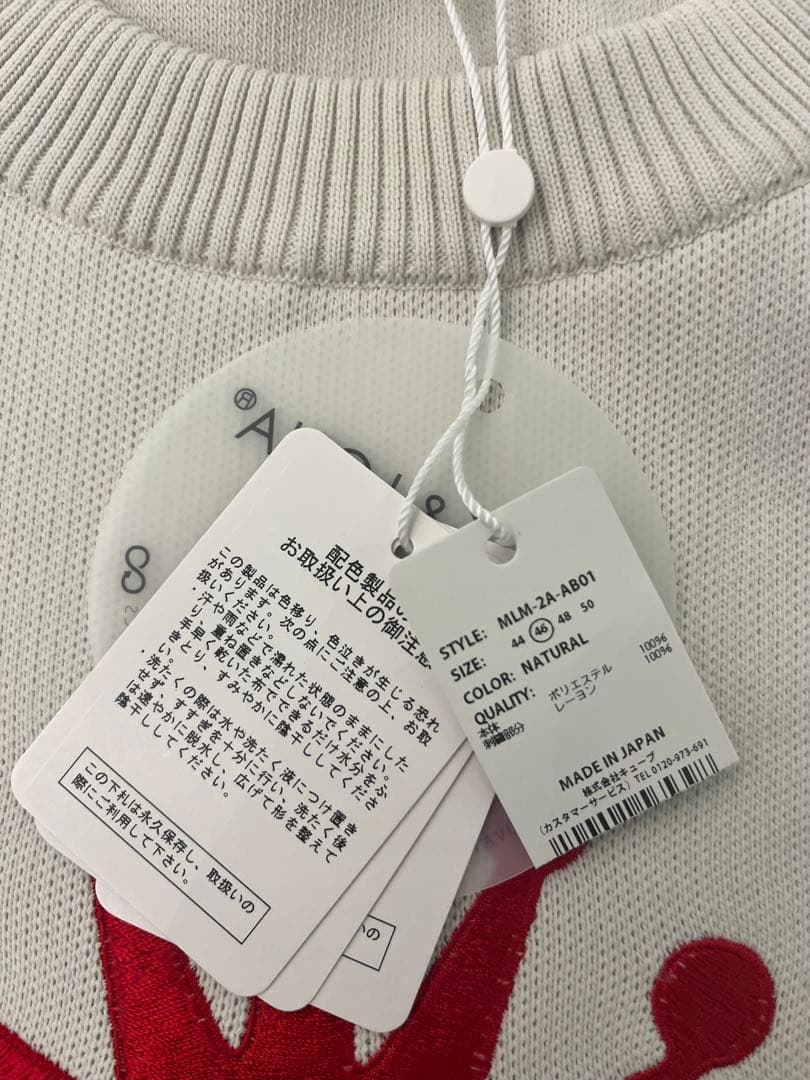 ®
配色製品
お取扱い上の御注意
この製品は色移り、色泣きが生じる恐れ
があります。次の点にご注意の上、お取
扱いください。
・汗や雨などで濡れた状態のままにした
り、重ね置きなどしないでください。
手早く乾いた布でできるだけ水分をふ
きとり、すみやかに陰干ししてくださ
い。
・洗たくの際は水や洗たく液につけ置き
せず、すすぎを十分に行い、洗たく後
は速やかに脱水し、広げて形を整えて
陰干ししてください。
この下札は永久保存し、取扱いの
際にご利用して下さい。
いの
STYLE: MLM-2A-AB01
SIZE: 44 46 48 50
COLOR: NATURAL
QUALITY:
本体 ポリエステル 100%
刺繍部分 レーヨン 100%
MADE IN JAPAN
株式会社キューブ
(カスタマーサービス) TEL 0120-973-691